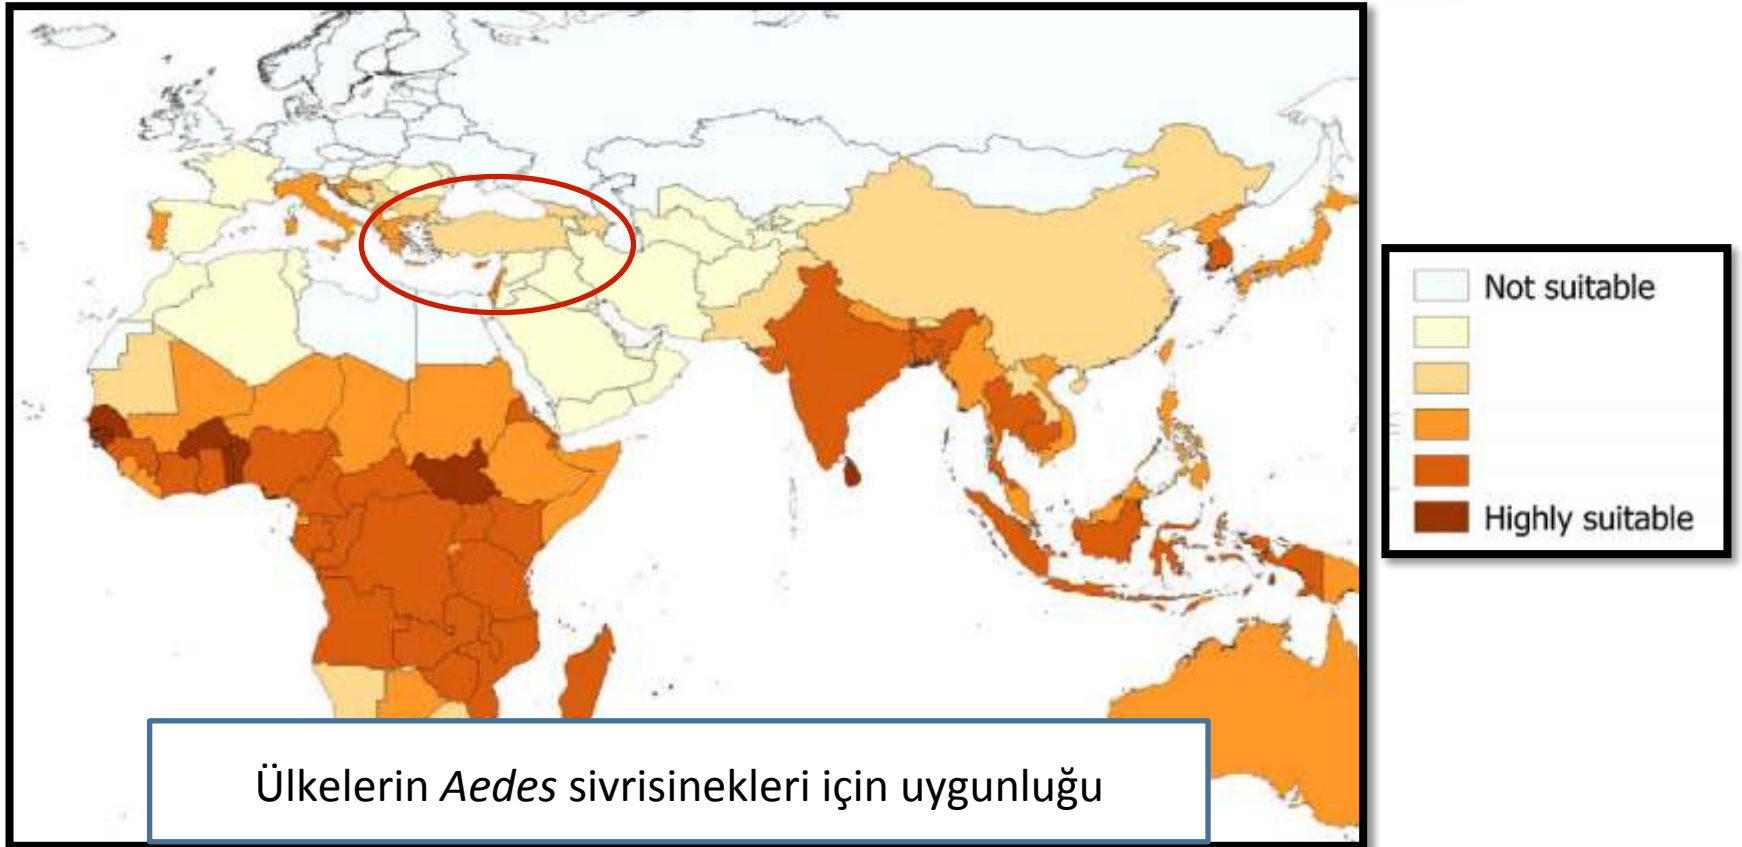 Not suitable
Highly suitable
Ülkelerin Aedes sivrisinekleri için uygunluğu